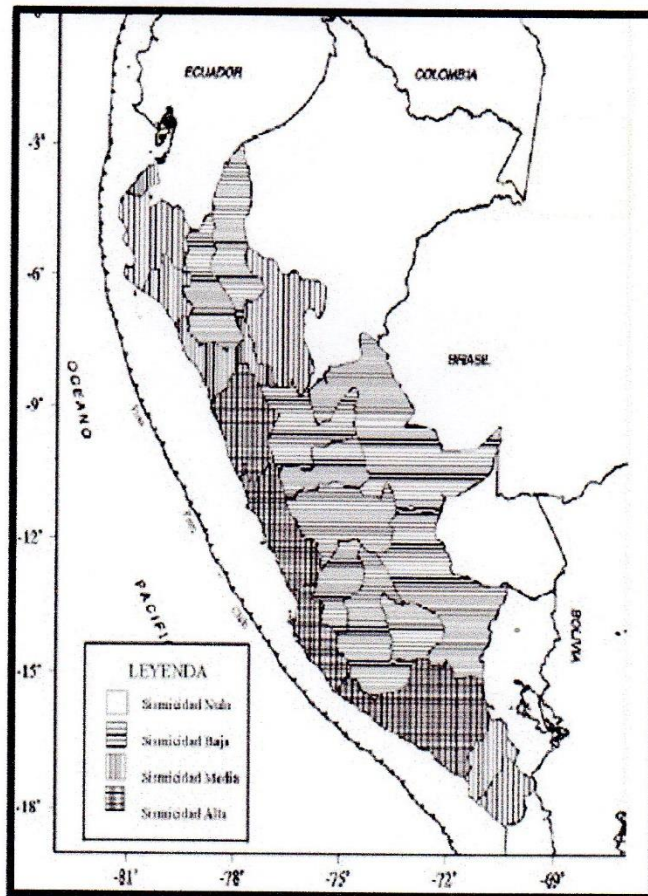 0°
ECUADOR
COLOMBIA
-3°
-6°
BRASIL
OCEANO
-9°
-12°
PACIFI
BOLIVIA
LEYENDA
-15°
Sismicidad Nula
Sismicidad Baja
Sismicidad Media
-18°
Sismicidad Alta
-81° -78° -75° -72° -69°